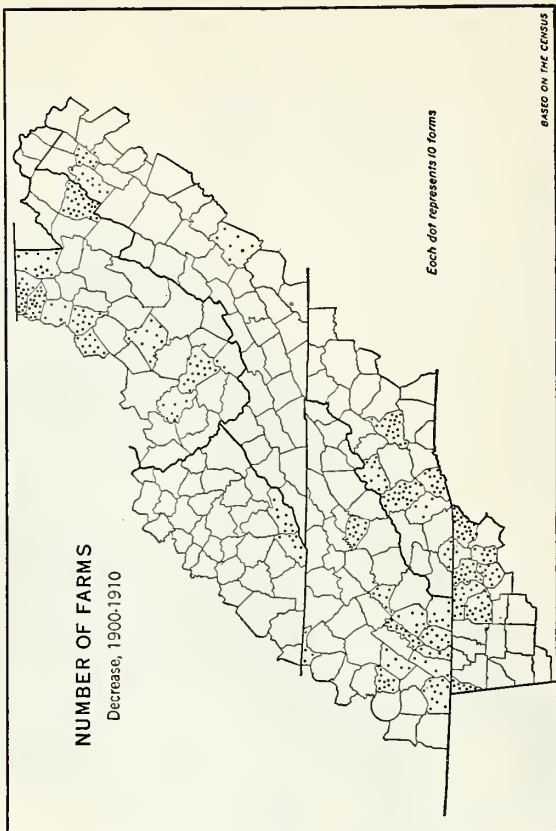 NUMBER OF FARMS
Decrease, 1900-1910
Each dot represents 10 farms
BASED ON THE CENSUS